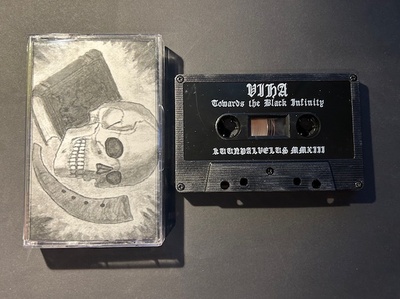 VIHA
Towards the Black Infinity
KUUNPALVELUS MMXIII